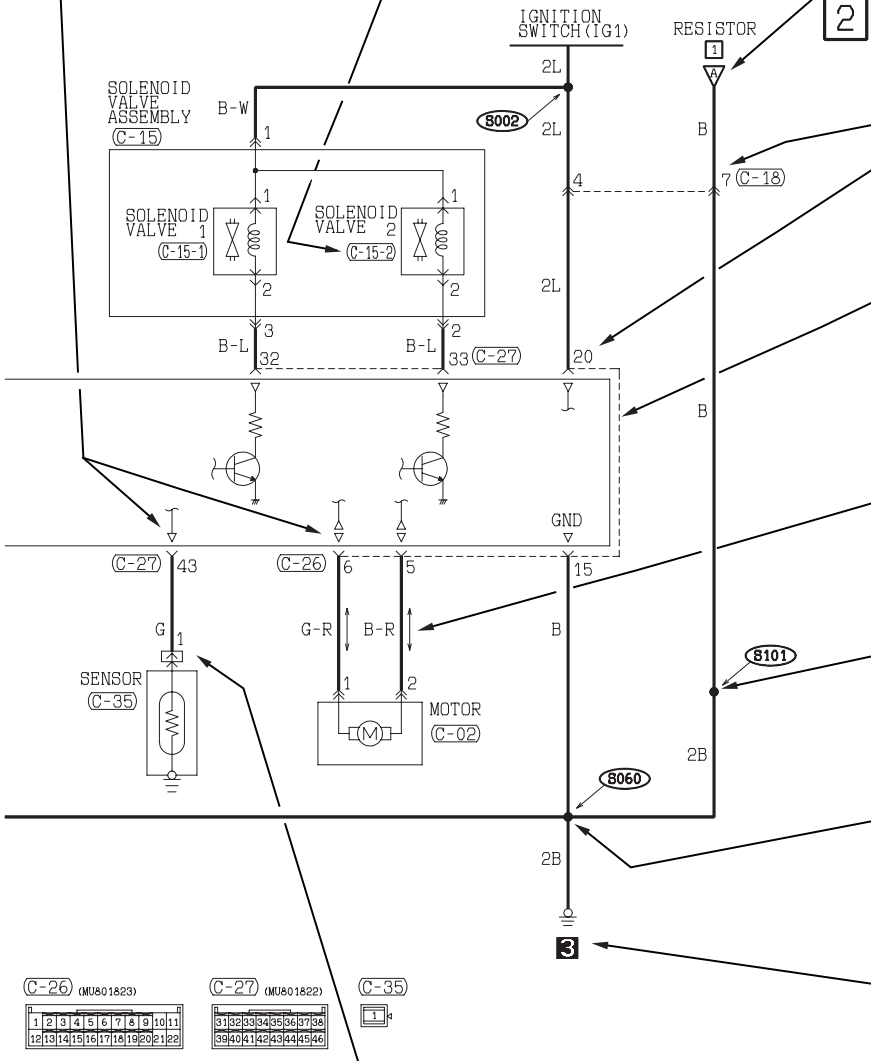 IGNITION
SWITCH(IG1)
RESISTOR
2
1
A
2L
SOLENOID
VALVE
ASSEMBLY
(C-15)
B-W
S002
2L
B
1
4
7 (C-18)
1
1
SOLENOID
VALVE 1
(C-15-1)
SOLENOID
VALVE 2
(C-15-2)
2
2
2L
3
2
B-L
B-L
32
33 (C-27)
20
B
GND
(C-27) 43
(C-26) 6
5
15
G
1
G-R
B-R
B
SENSOR
(C-35)
1
2
MOTOR
(C-02)
M
S101
2B
S060
2B
3
(C-26) (MU801823)
1 2 3 4 5 6 7 8 9 10 11
12 13 14 15 16 17 18 19 20 21 22
(C-27) (MU801822)
31 32 33 34 35 36 37 38
39 40 41 42 43 44 45 46
(C-35)
1